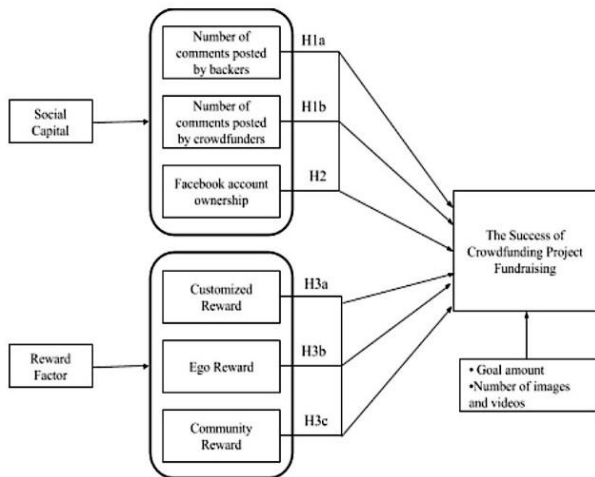 Number of
comments posted
by backers
H1a
Social
Capital
Number of
comments posted
by crowdfunders
H1b
Facebook account
ownership
H2
The Success of
Crowdfunding Project
Fundraising
Customized
Reward
H3a
Reward
Factor
Ego Reward
H3b
Community
Reward
H3c
• Goal amount
•Number of images
and videos